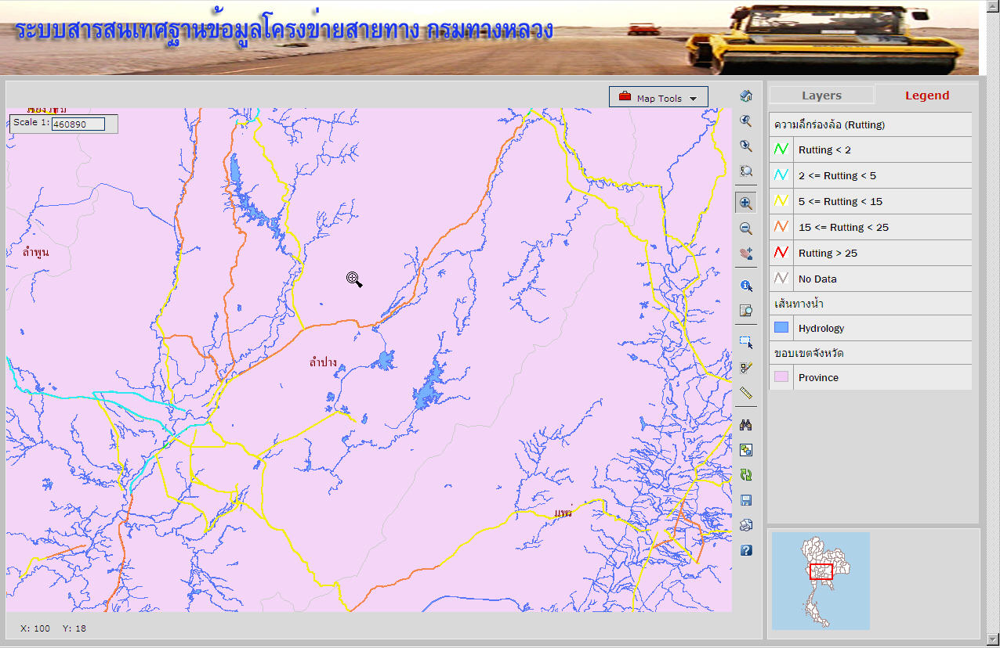 ระบบสารสนเทศฐานข้อมูลโครงข่ายสายทาง กรมทางหลวง
Map Tools
Layers
Legend
Scale 1: 460890
ความลึกร่องล้อ (Rutting)
Rutting < 2
2 <= Rutting < 5
5 <= Rutting < 15
15 <= Rutting < 25
Rutting > 25
No Data
เส้นทางน้ำ
Hydrology
ขอบเขตจังหวัด
Province
ลำพูน
ลำปาง
แพร่
X: 100 Y: 18